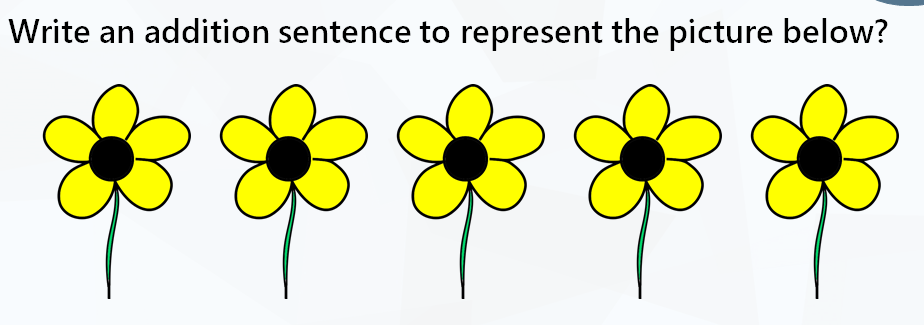 Write an addition sentence to represent the picture below?